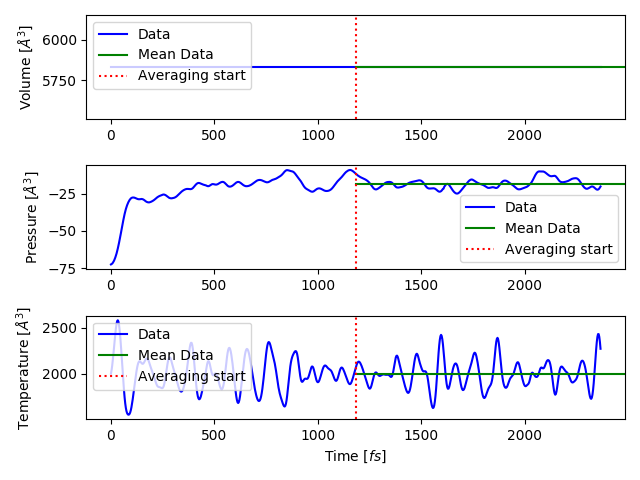 Volume [Å³]
6000
5750
Data
Mean Data
Averaging start
0 500 1000 1500 2000
Pressure [Å³]
−25
−50
−75
Data
Mean Data
Averaging start
0 500 1000 1500 2000
Temperature [Å³]
2500
2000
Data
Mean Data
Averaging start
0 500 1000 1500 2000
Time [fs]